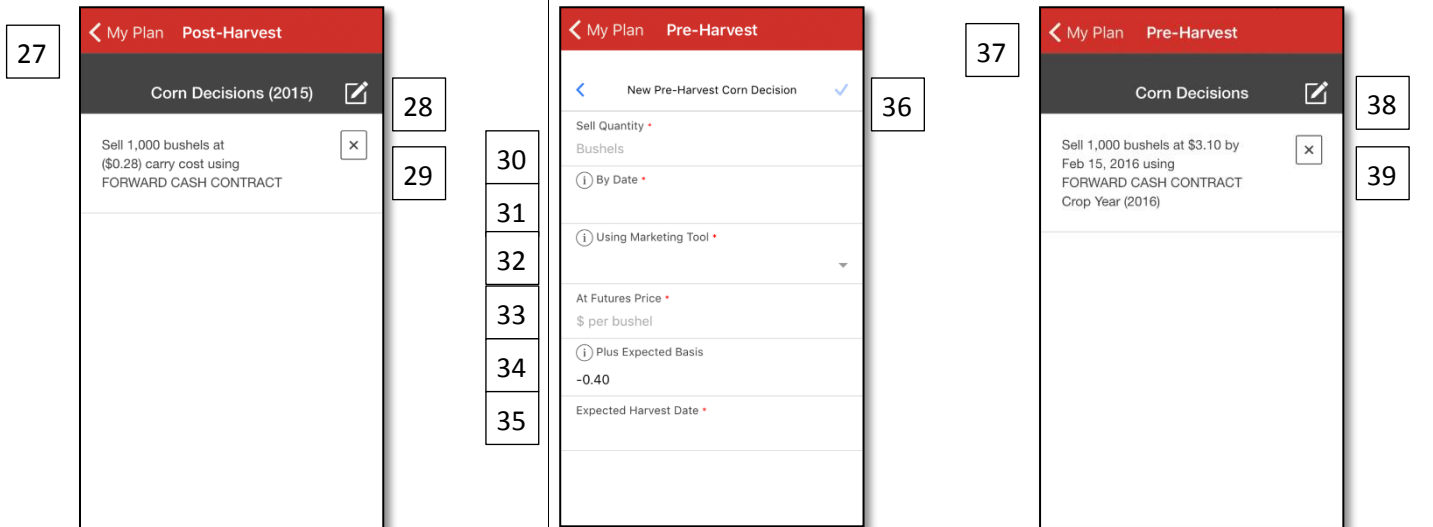 27
My Plan Post-Harvest
Corn Decisions (2015)
28
Sell 1,000 bushels at
($0.28) carry cost using
FORWARD CASH CONTRACT
29
My Plan Pre-Harvest
New Pre-Harvest Corn Decision
36
Sell Quantity *
Bushels
30
By Date *
31
Using Marketing Tool *
32
At Futures Price *
$ per bushel
33
Plus Expected Basis
-0.40
34
Expected Harvest Date *
35
37
My Plan Pre-Harvest
Corn Decisions
38
Sell 1,000 bushels at $3.10 by
Feb 15, 2016 using
FORWARD CASH CONTRACT
Crop Year (2016)
39